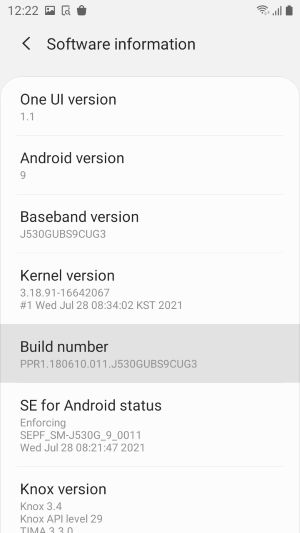 12:22
Software information
One UI version
1.1
Android version
9
Baseband version
J530GUBS9CUG3
Kernel version
3.18.91-16642067
#1 Wed Jul 28 08:34:02 KST 2021
Build number
PPR1.180610.011.J530GUBS9CUG3
SE for Android status
Enforcing
SEPF_SM-J530G_9_0011
Wed Jul 28 08:21:47 2021
Knox version
Knox 3.4
Knox API level 29
TIMA 3.3.0